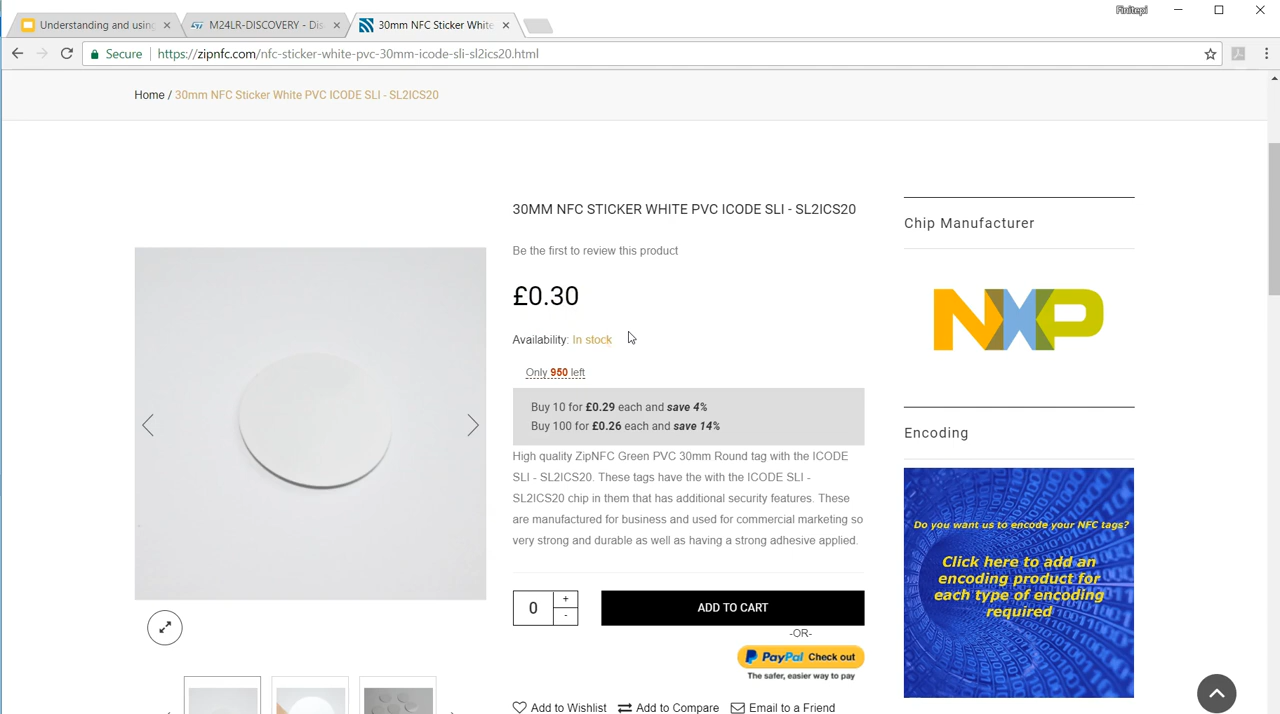 Finitepi
Understanding and using
M24LR-DISCOVERY - Dis
30mm NFC Sticker White
Secure
https://zipnfc.com/nfc-sticker-white-pvc-30mm-icode-sli-sl2ics20.html
Home / 30mm NFC Sticker White PVC ICODE SLI - SL2ICS20
30MM NFC STICKER WHITE PVC ICODE SLI - SL2ICS20
Be the first to review this product
£0.30
Availability: In stock
Only 950 left
Buy 10 for £0.29 each and save 4%
Buy 100 for £0.26 each and save 14%
High quality ZipNFC Green PVC 30mm Round tag with the ICODE
SLI - SL2ICS20. These tags have the with the ICODE SLI -
SL2ICS20 chip in them that has additional security features. These
are manufactured for business and used for commercial marketing so
very strong and durable as well as having a strong adhesive applied.
0
+
-
ADD TO CART
-OR-
PayPal Check out
The safer, easier way to pay
Add to Wishlist
Add to Compare
Email to a Friend
Chip Manufacturer
NXP
Encoding
Do you want us to encode your NFC tags?
Click here to add an
encoding product for
each type of encoding
required